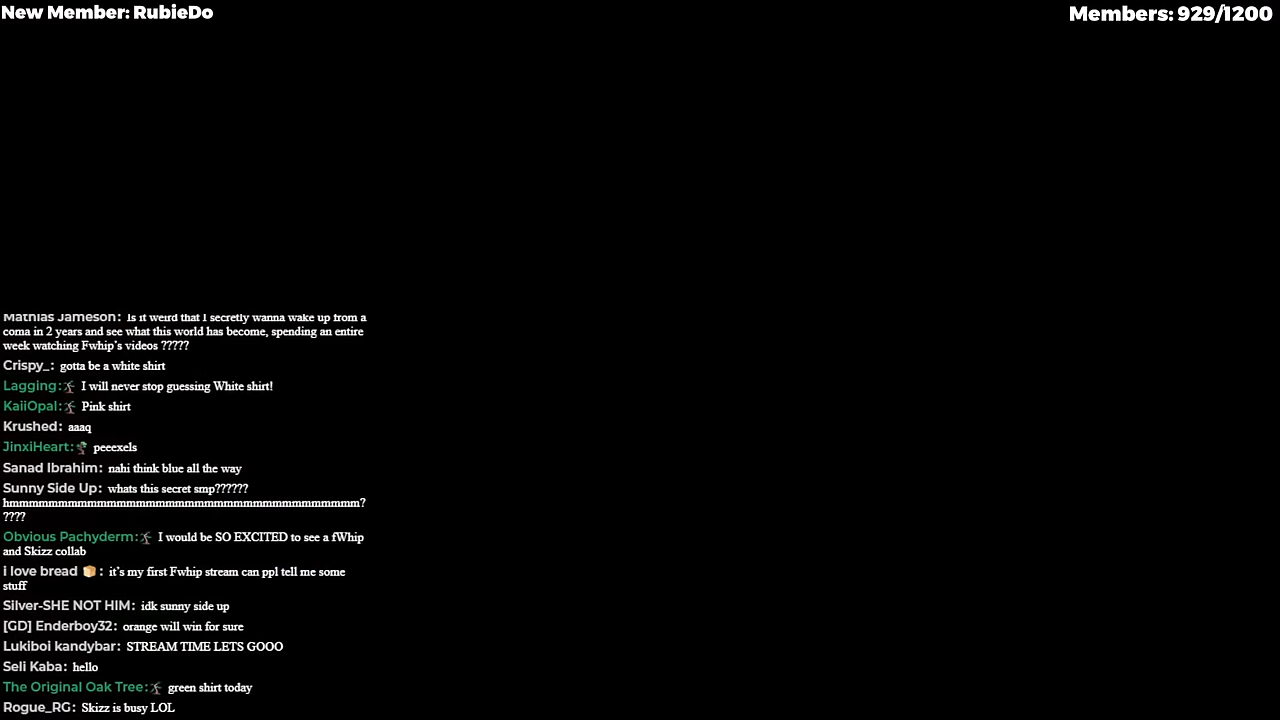 New Member: RubieDo
Members: 929/1200
Mathias Jameson: Is it weird that I secretly wanna wake up from a
coma in 2 years and see what this world has become, spending an entire
week watching Fwhip's videos ?????
Crispy_: gotta be a white shirt
Lagging: I will never stop guessing White shirt!
KaiiOpal: Pink shirt
Krushed: aaaq
JinxiHeart: peeexels
Sanad Ibrahim: nahi think blue all the way
Sunny Side Up: whats this secret smp??????
hmmmmmmmmmmmmmmmmmmmmmmmmmmmmmmmmmmmm?
????
Obvious Pachyderm: I would be SO EXCITED to see a fWhip
and Skizz collab
i love bread 🍞: it's my first Fwhip stream can ppl tell me some
stuff
Silver-SHE NOT HIM: idk sunny side up
[GD] Enderboy32: orange will win for sure
Lukiboi kandybar: STREAM TIME LETS GOOO
Seli Kaba: hello
The Original Oak Tree: green shirt today
Rogue_RG: Skizz is busy LOL